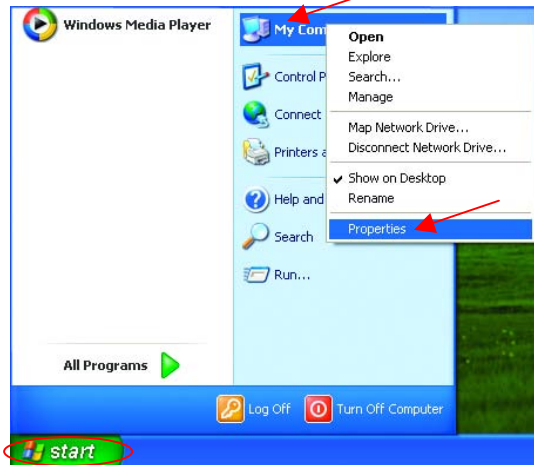 Windows Media Player
My Com
Control P
Connect
Printers a
Help and
Search
Run...
Open
Explore
Search...
Manage
Map Network Drive...
Disconnect Network Drive...
Show on Desktop
Rename
Properties
All Programs
Log Off
Turn Off Computer
start